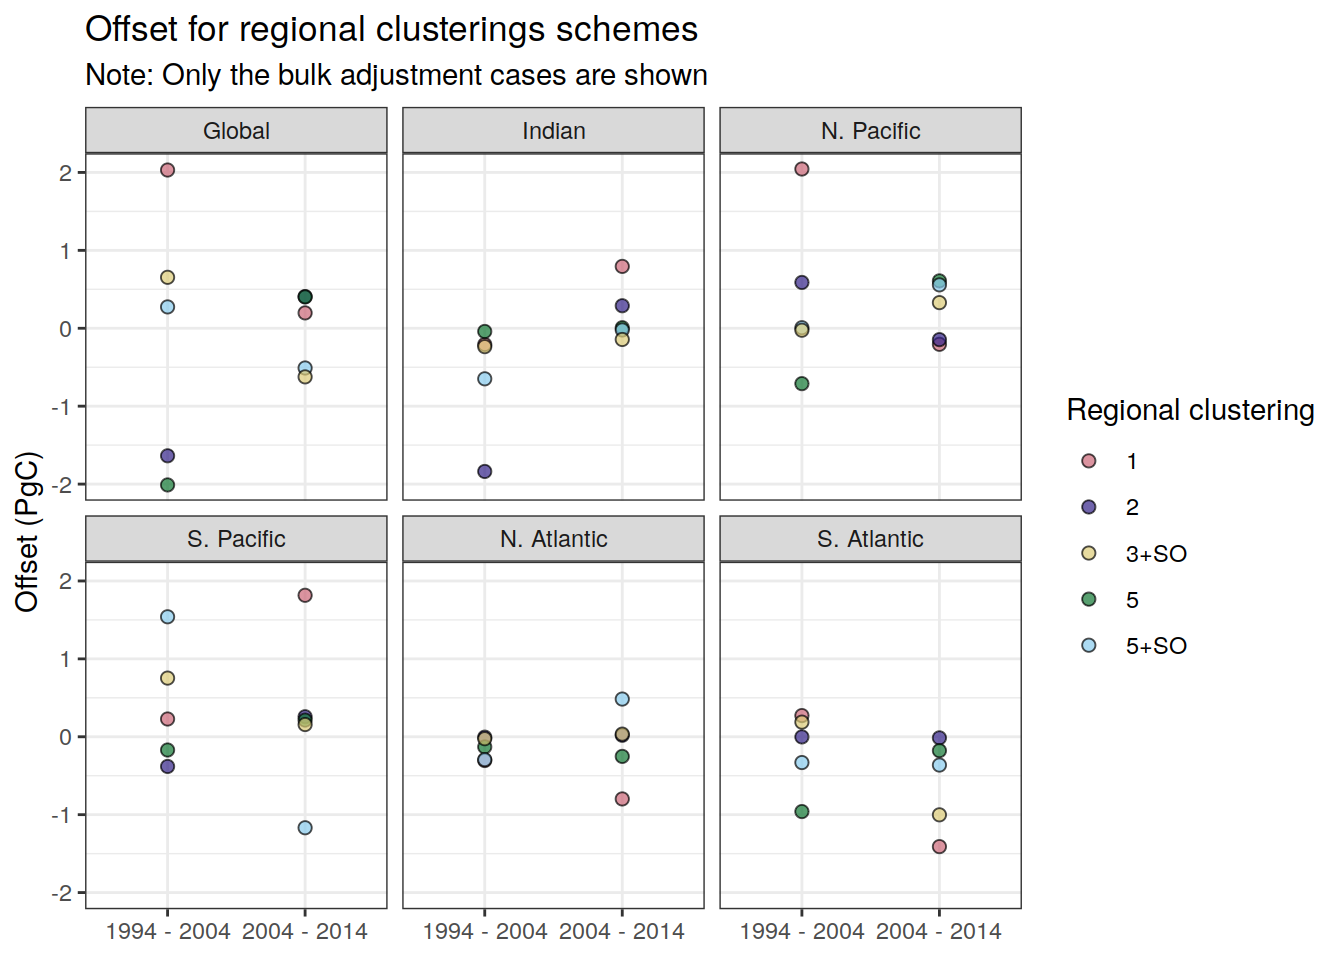 Offset for regional clusterings schemes
Note: Only the bulk adjustment cases are shown
Global
Indian
N. Pacific
2
1
0
-1
-2
Offset (PgC)
S. Pacific
N. Atlantic
S. Atlantic
2
1
0
-1
-2
1994 - 2004 2004 - 2014
1994 - 2004 2004 - 2014
1994 - 2004 2004 - 2014
Regional clustering
1
2
3+SO
5
5+SO